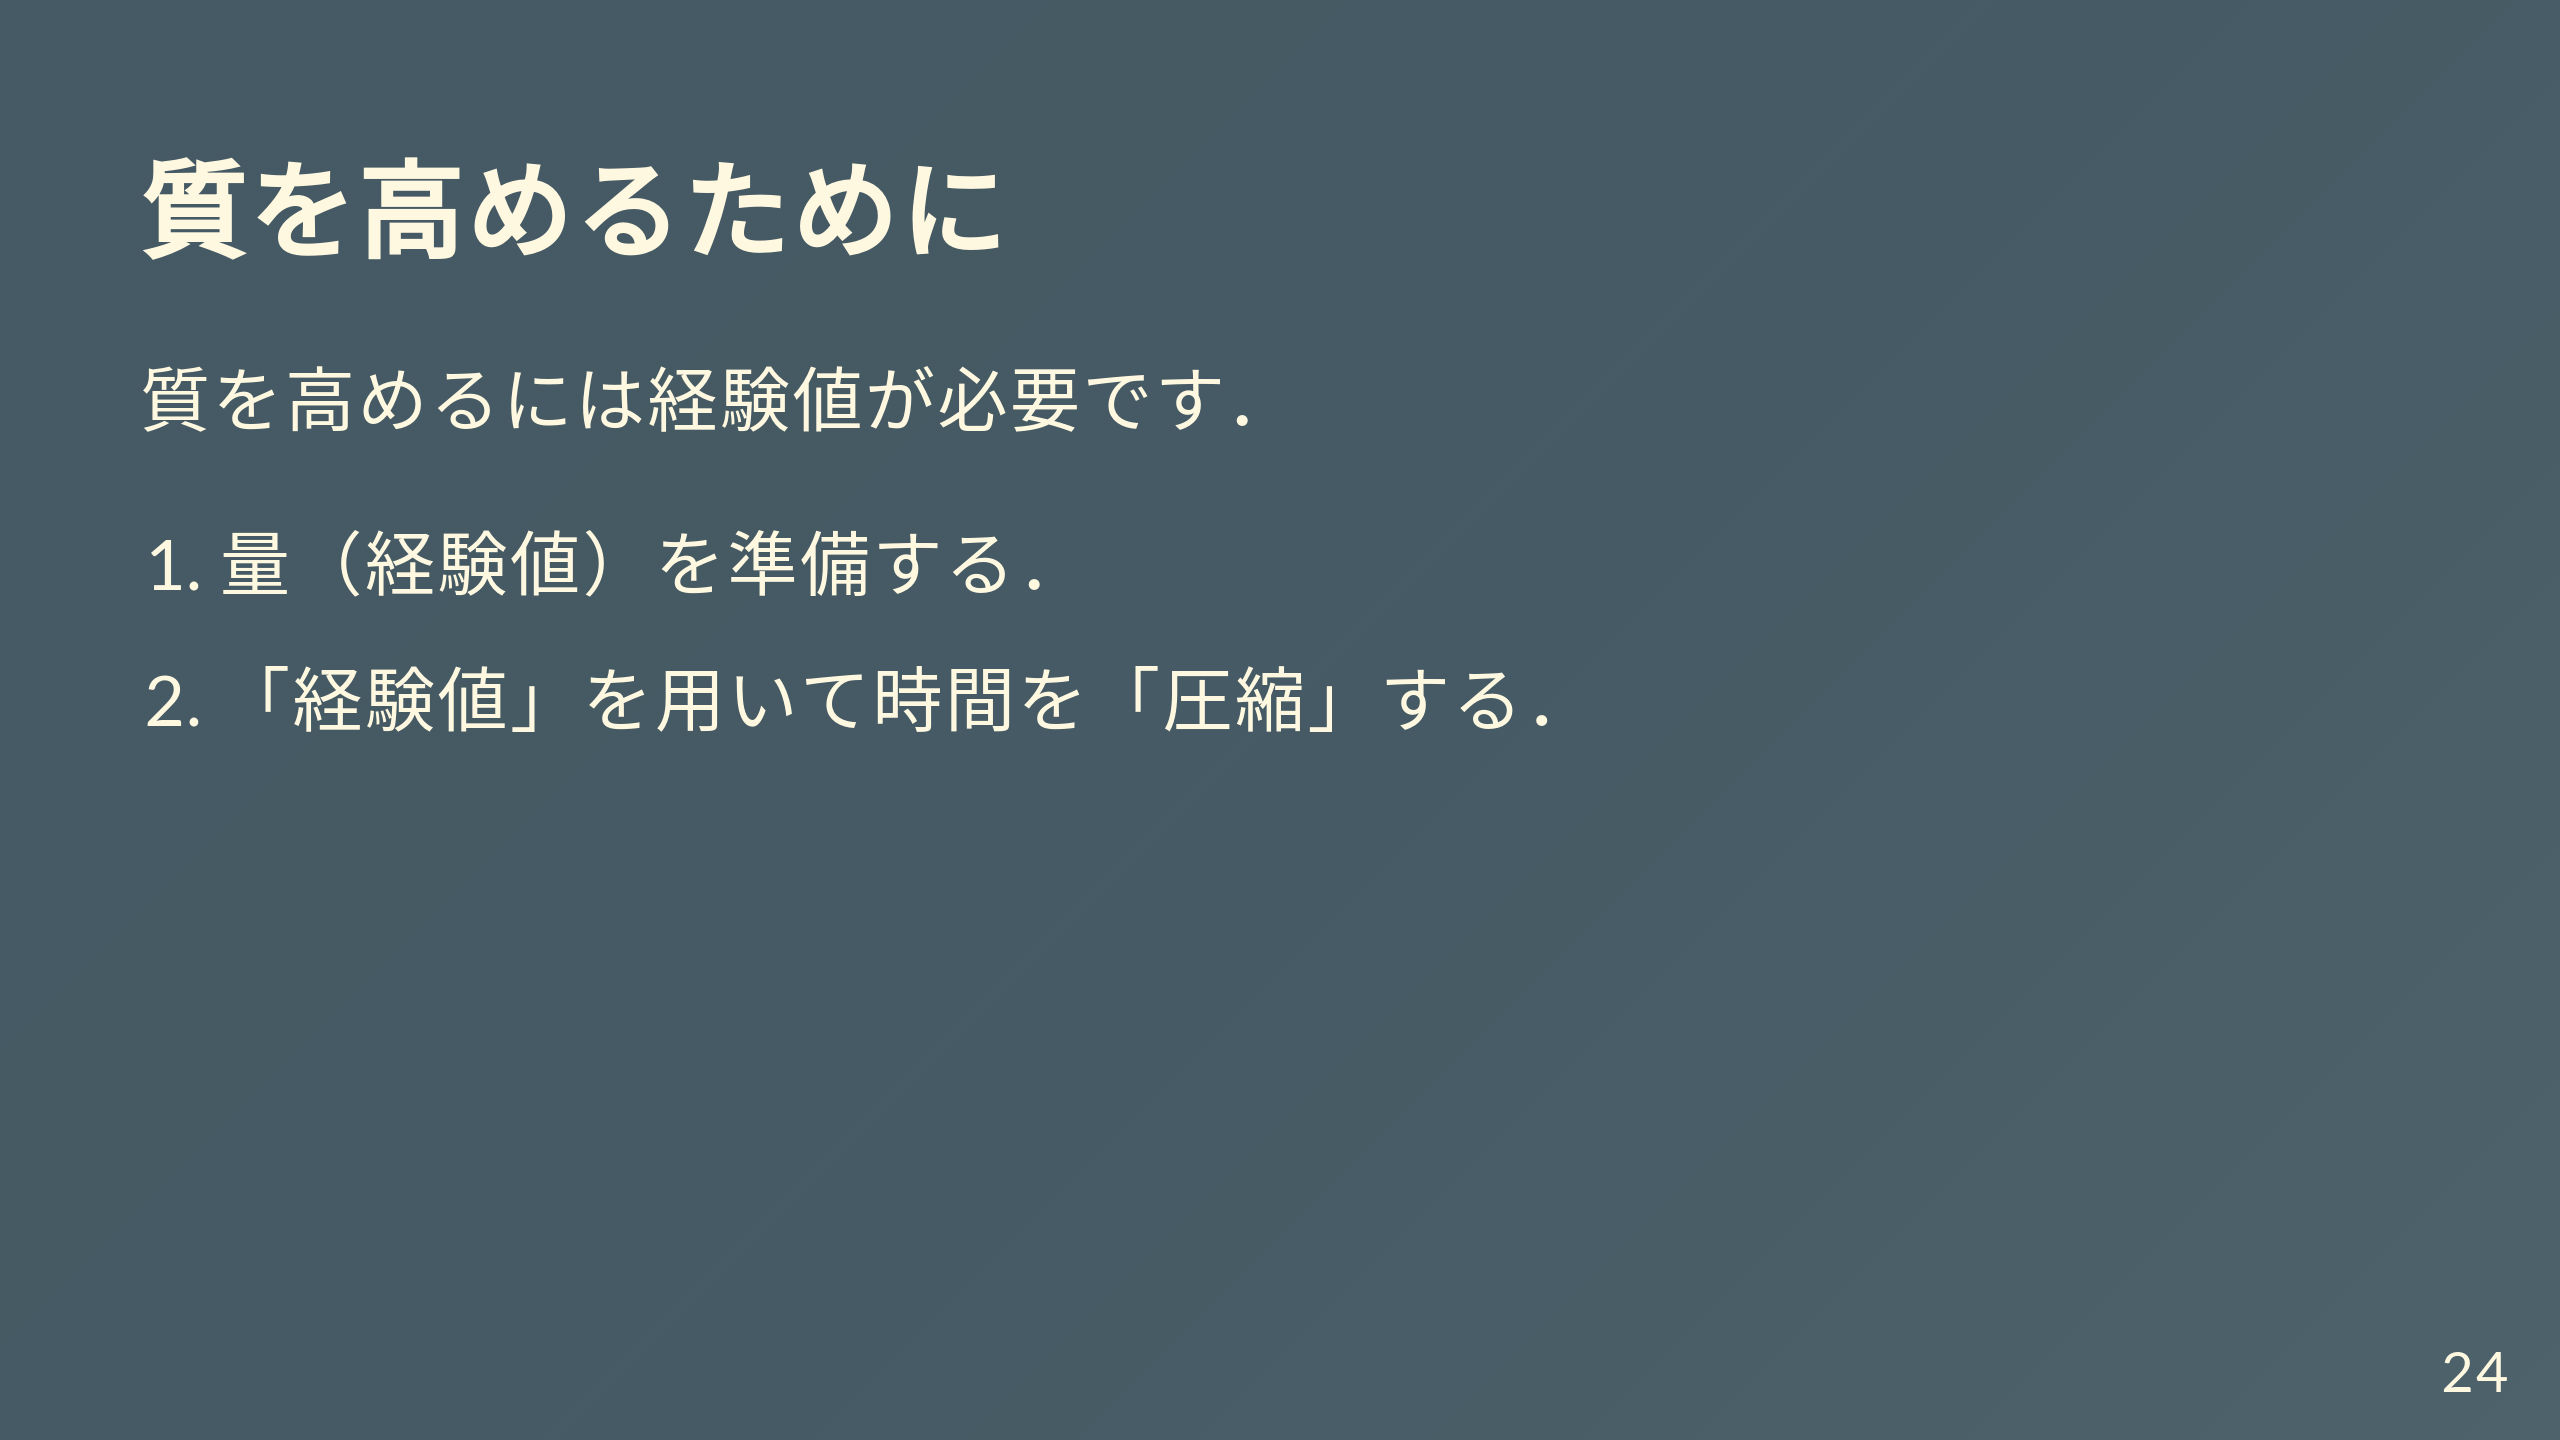 質を高めるために
質を高めるには経験値が必要です．
1. 量（経験値）を準備する．
2. 「経験値」を用いて時間を「圧縮」する．
24